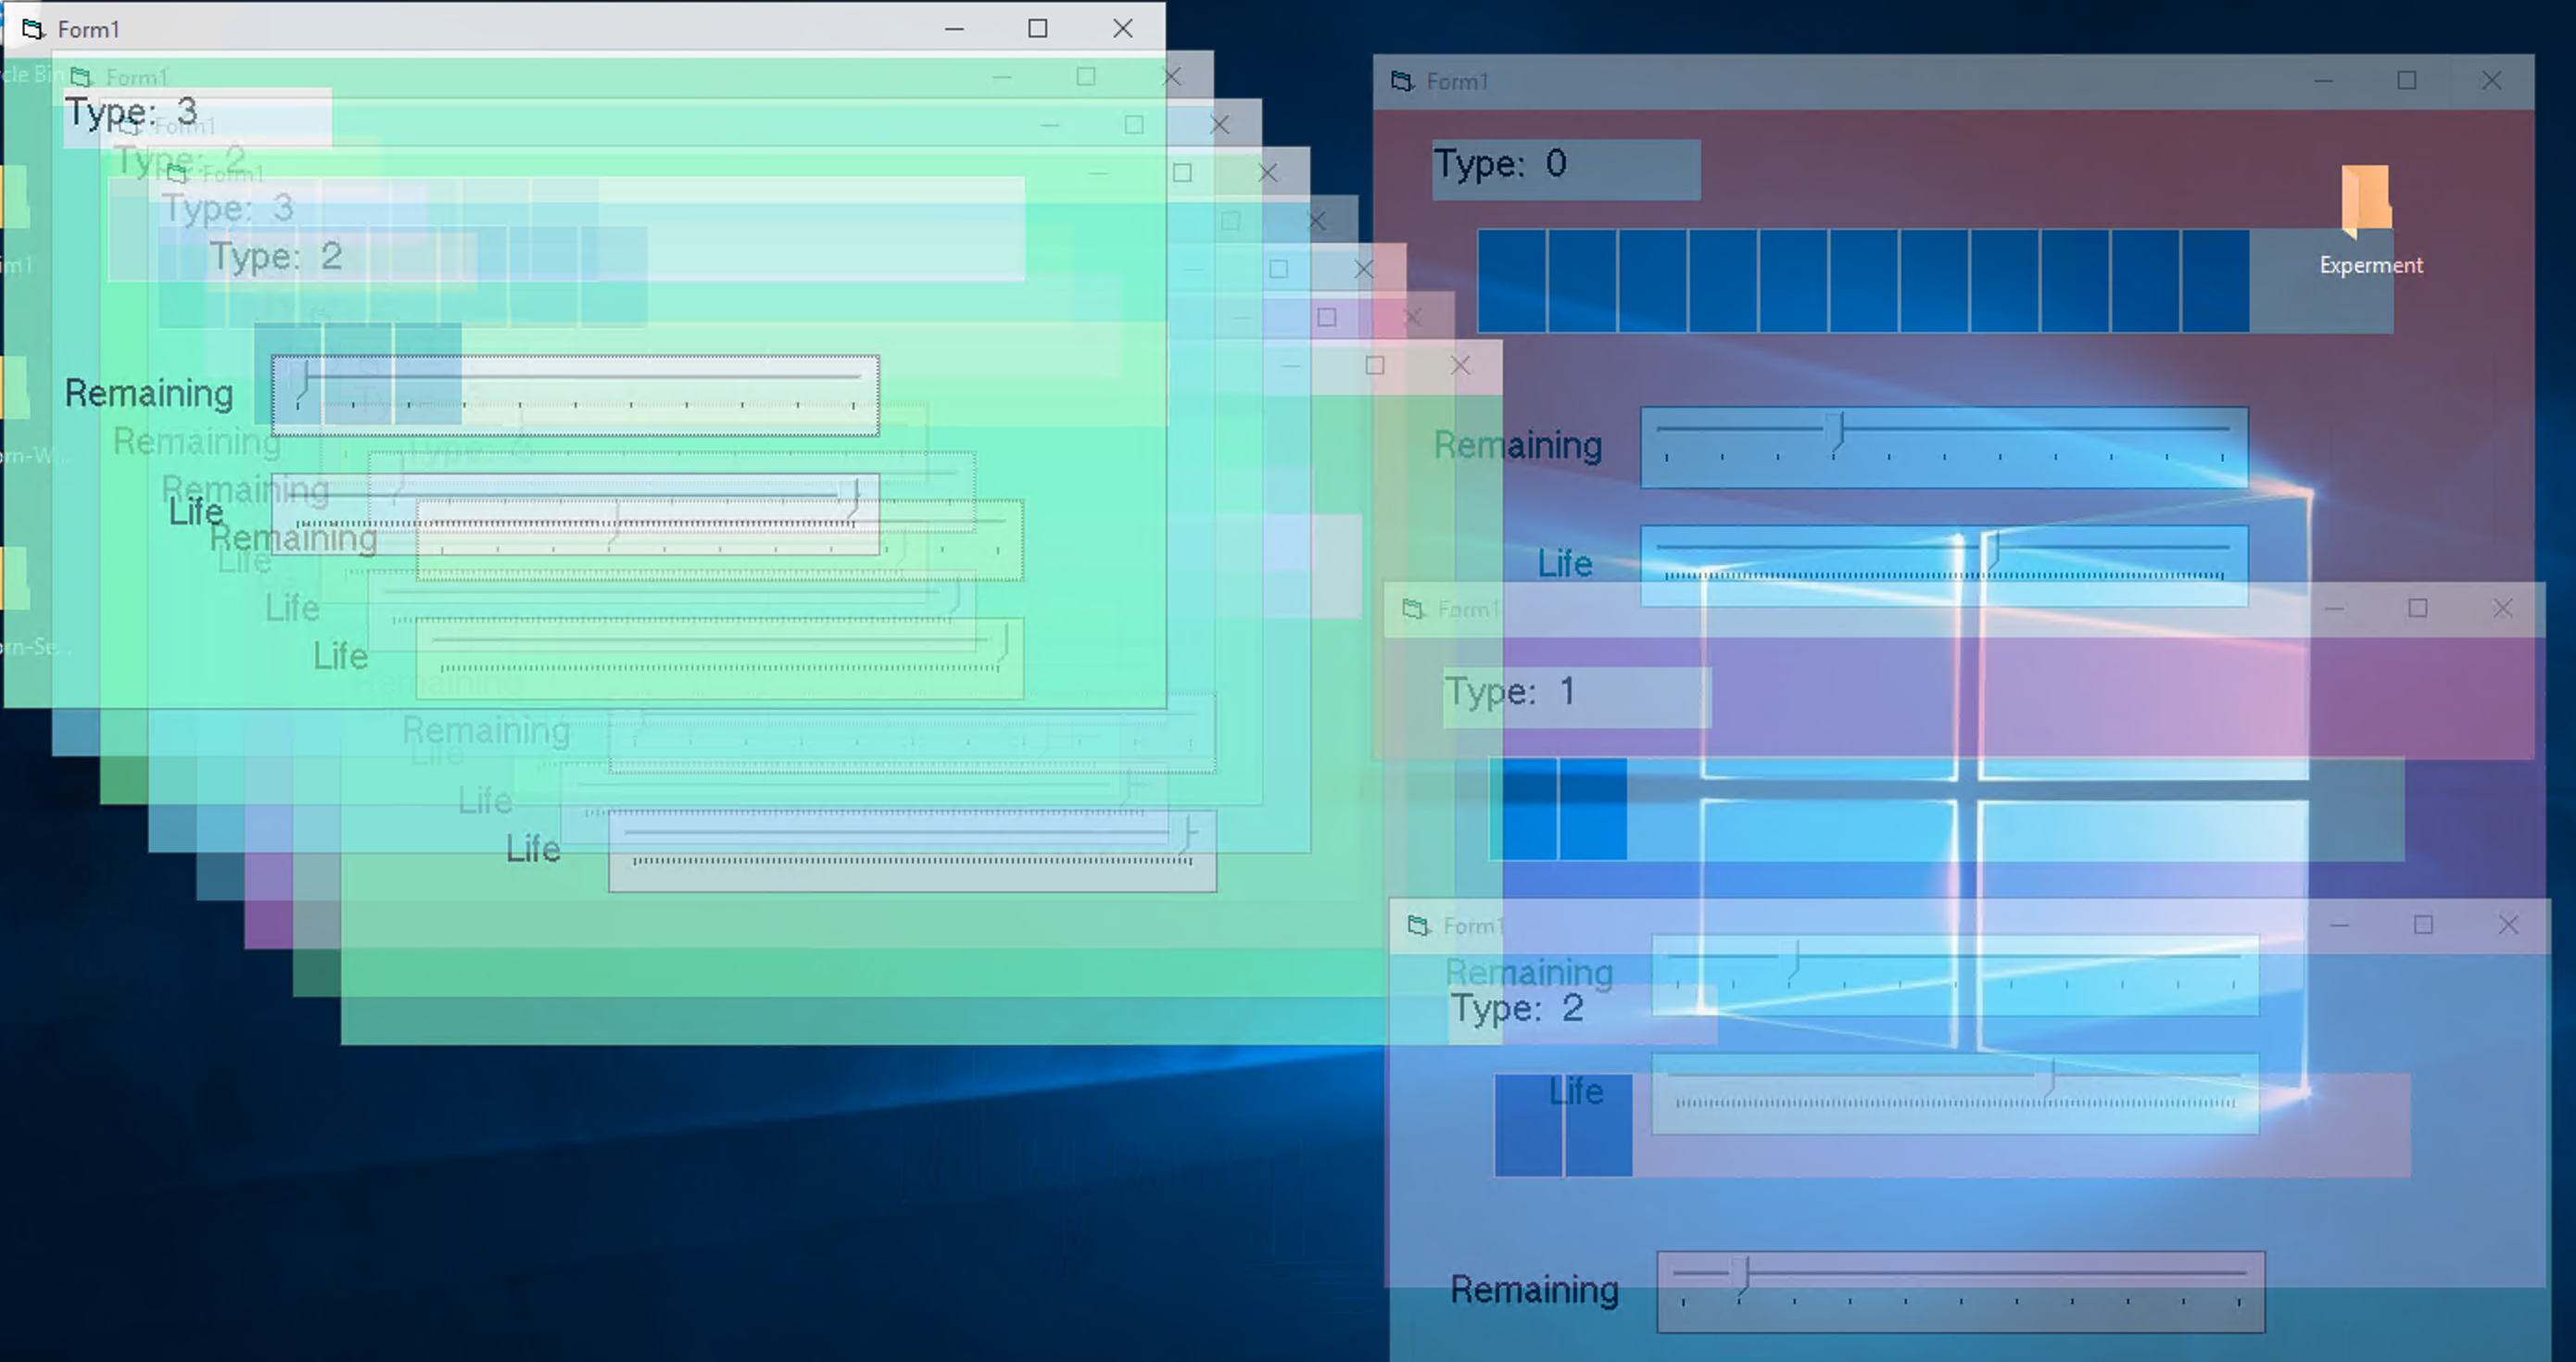 Form1
Form1
Form1
cle Bin
Type: 3
Form1
Type: 2
Type: 0
Form1
Type: 3
Type: 2
m1
Experment
Remaining
Remaining
Remaining
rn-W...
Remaining
Life
Remaining
Life
Life
Life
Form1
rn-Se...
Life
Remaining
Type: 1
Remaining
Life
Life
Life
Form1
Remaining
Type: 2
Life
Remaining